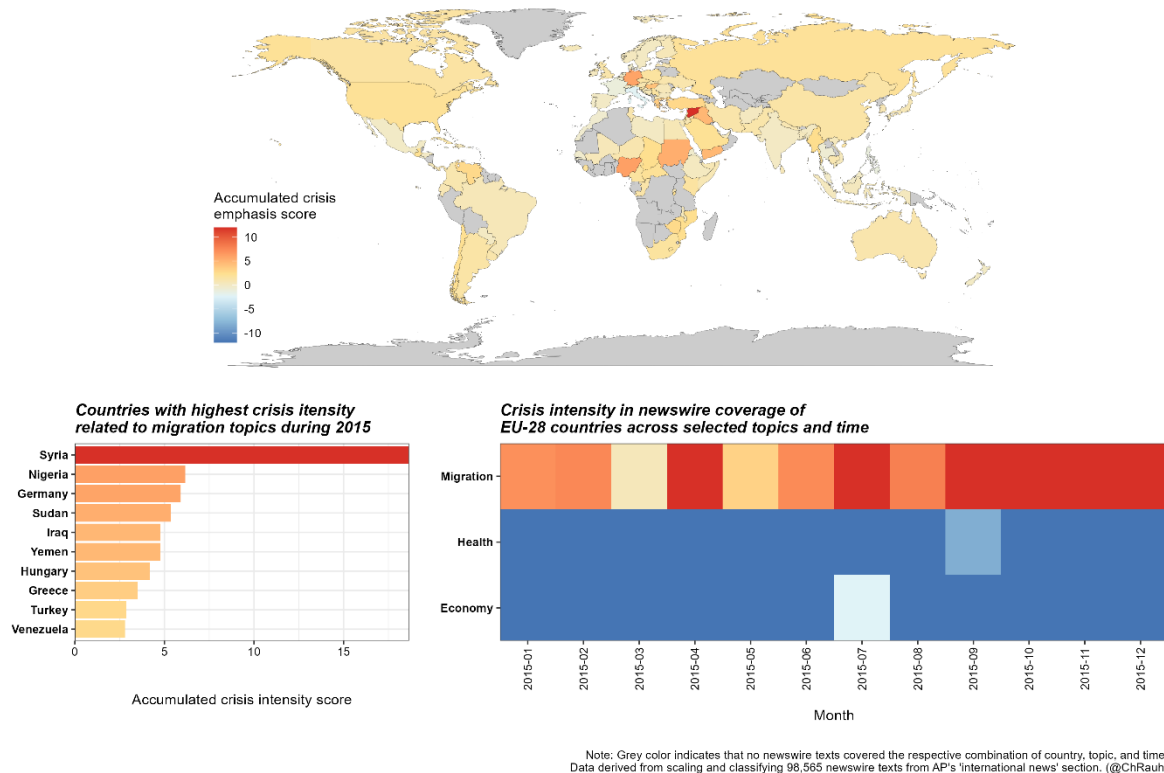 Accumulated crisis
emphasis score
10
5
0
-5
-10
Countries with highest crisis itensity
related to migration topics during 2015
Syria
Nigeria
Germany
Sudan
Iraq
Yemen
Hungary
Greece
Turkey
Venezuela
0 5 10 15
Accumulated crisis intensity score
Crisis intensity in newswire coverage of
EU-28 countries across selected topics and time
Migration
Health
Economy
2015-01 2015-02 2015-03 2015-04 2015-05 2015-06 2015-07 2015-08 2015-09 2015-10 2015-11 2015-12
Month
Note: Grey color indicates that no newswire texts covered the respective combination of country, topic, and time
Data derived from scaling and classifying 98,565 newswire texts from AP's 'international news' section. (@ChRauh